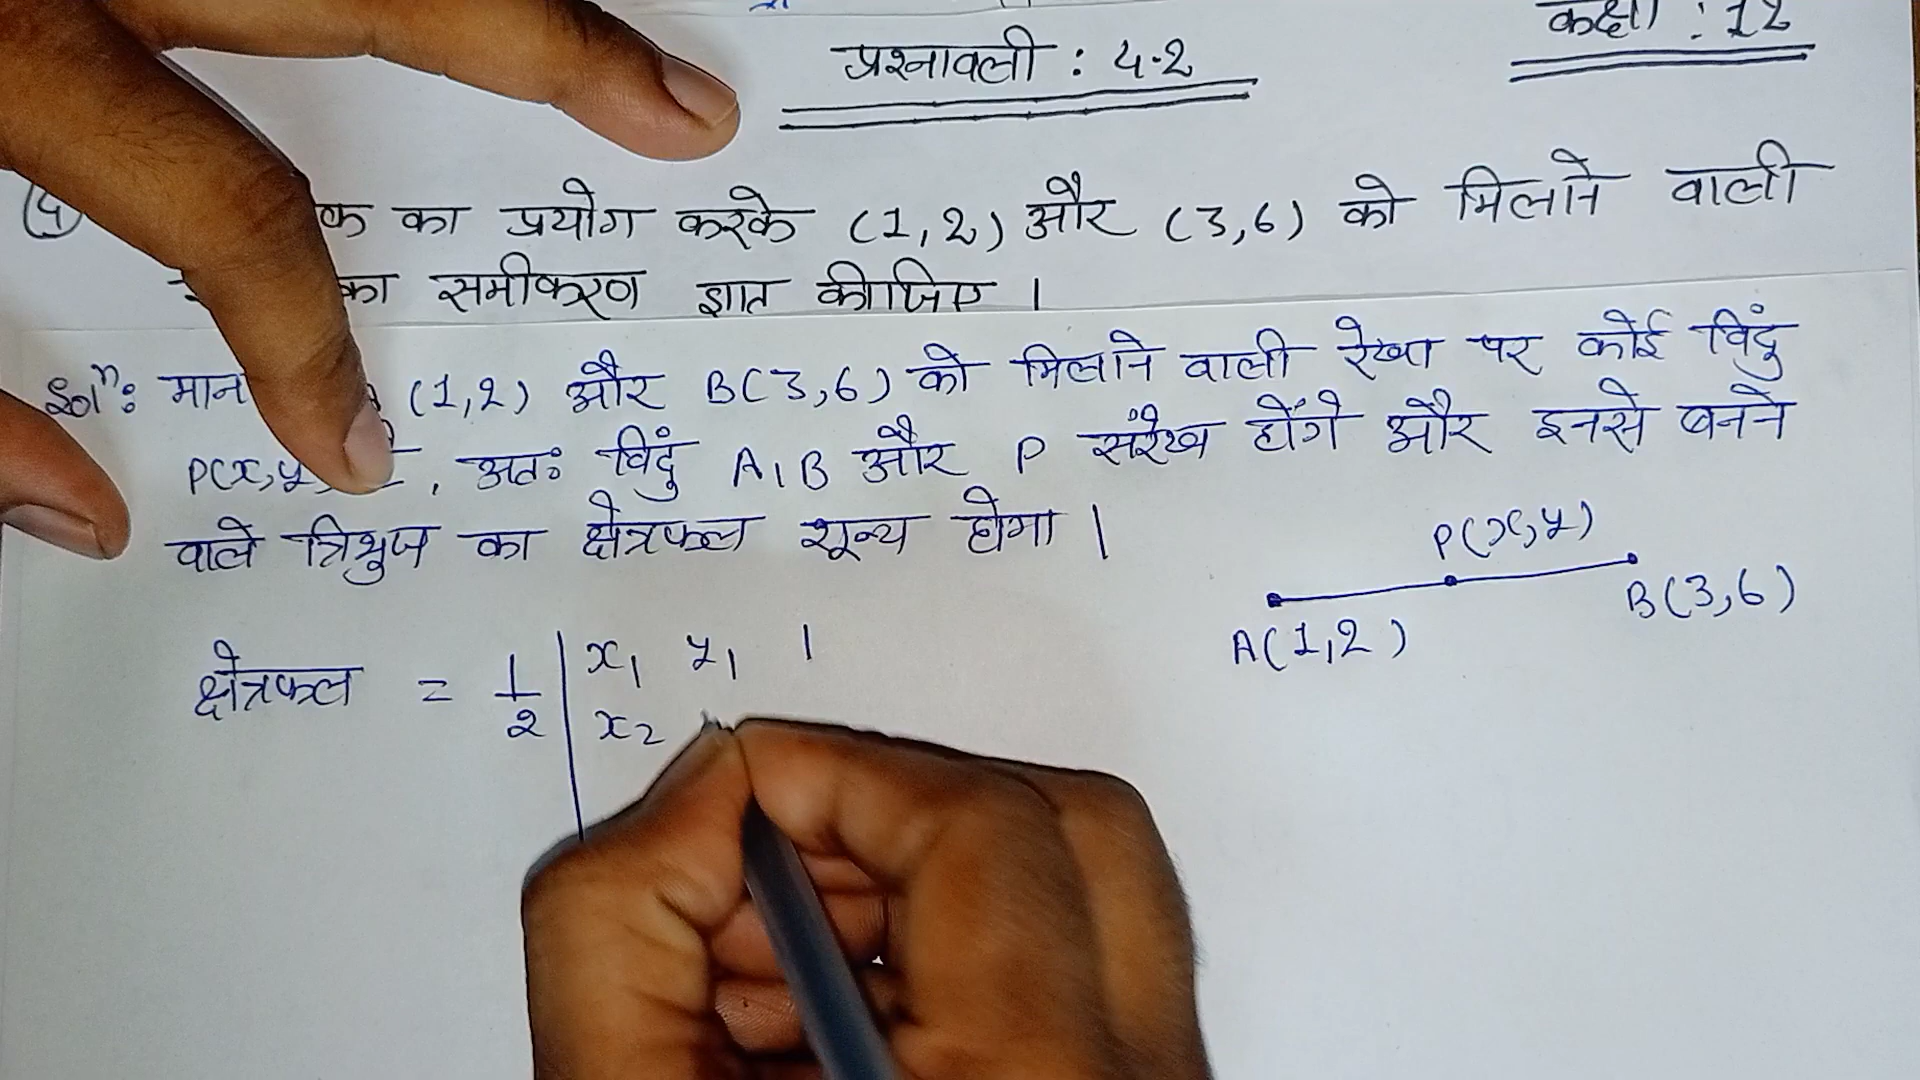 कक्षा : 12
प्रश्नावली : 4.2
का प्रयोग करके (1,2) और (3,6) को मिलाने वाली
का समीकरण ज्ञात कीजिए ।
Solⁿ: मान (1,2) और B(3,6) को मिलाने वाली रेखा पर कोई विंदु
P(x,y) , अतः विंदु A,B और P संरेख होंगे और इनसे बनने
वाले त्रिभुज का क्षेत्रफल शून्य होगा ।
P(x,y)
B(3,6)
A(1,2)
क्षेत्रफल = 1/2 | x₁ y₁ 1
x₂